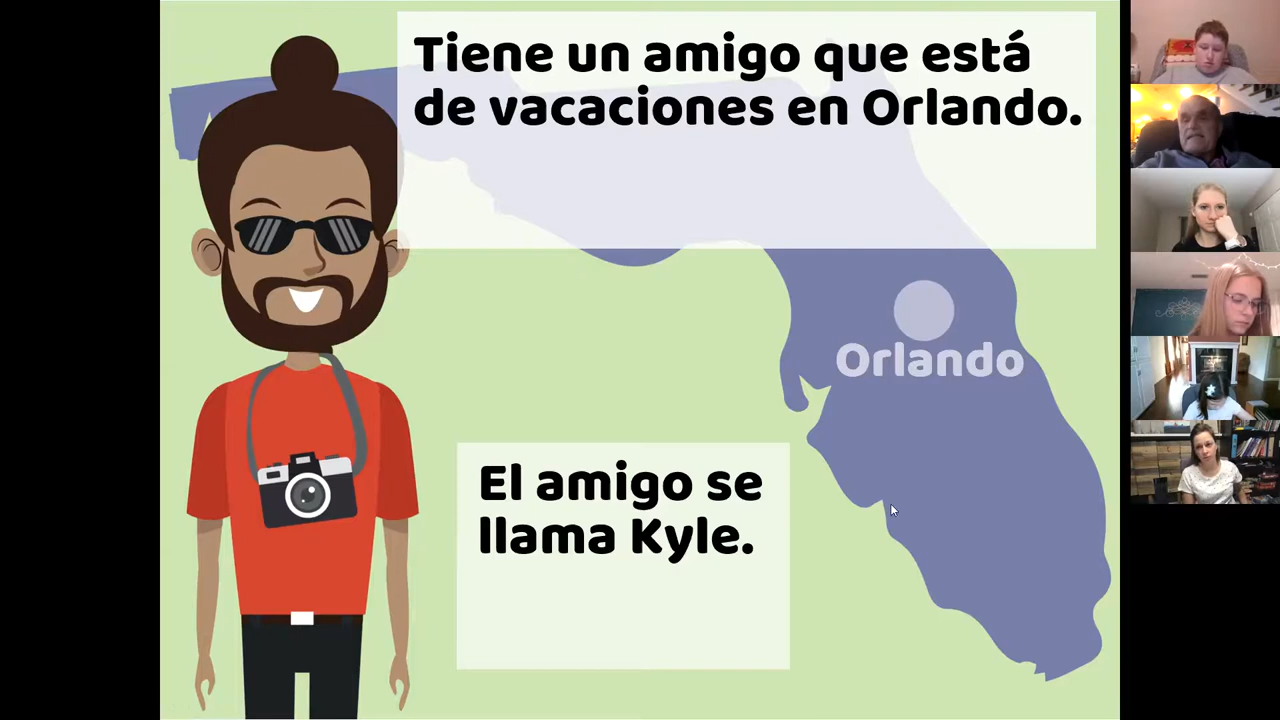 Tiene un amigo que está
de vacaciones en Orlando.
Orlando
El amigo se
llama Kyle.